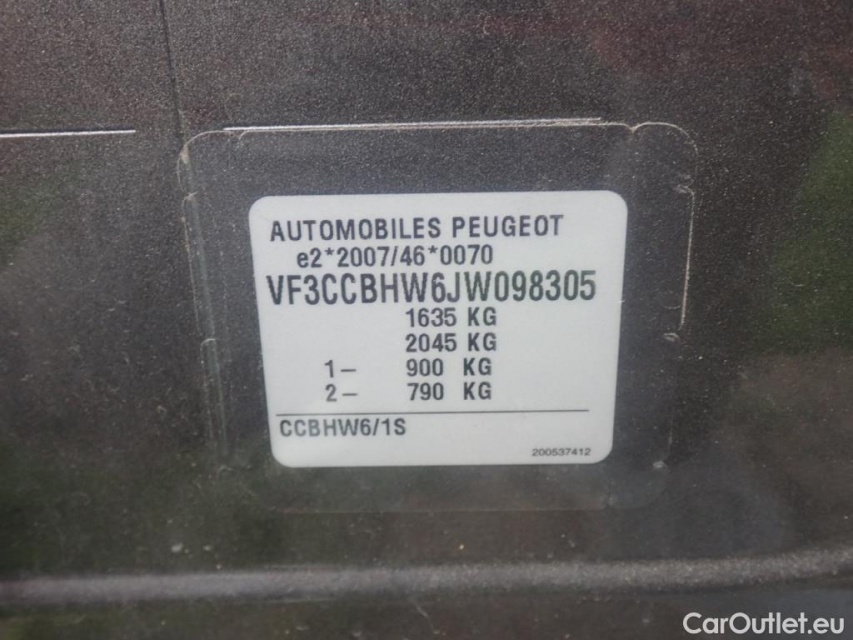 AUTOMOBILES PEUGEOT
e2*2007/46*0070
VF3CCBHW6JW098305
1635 KG
2045 KG
1– 900 KG
2– 790 KG
CCBHW6/1S
200537412
CarOutlet.eu